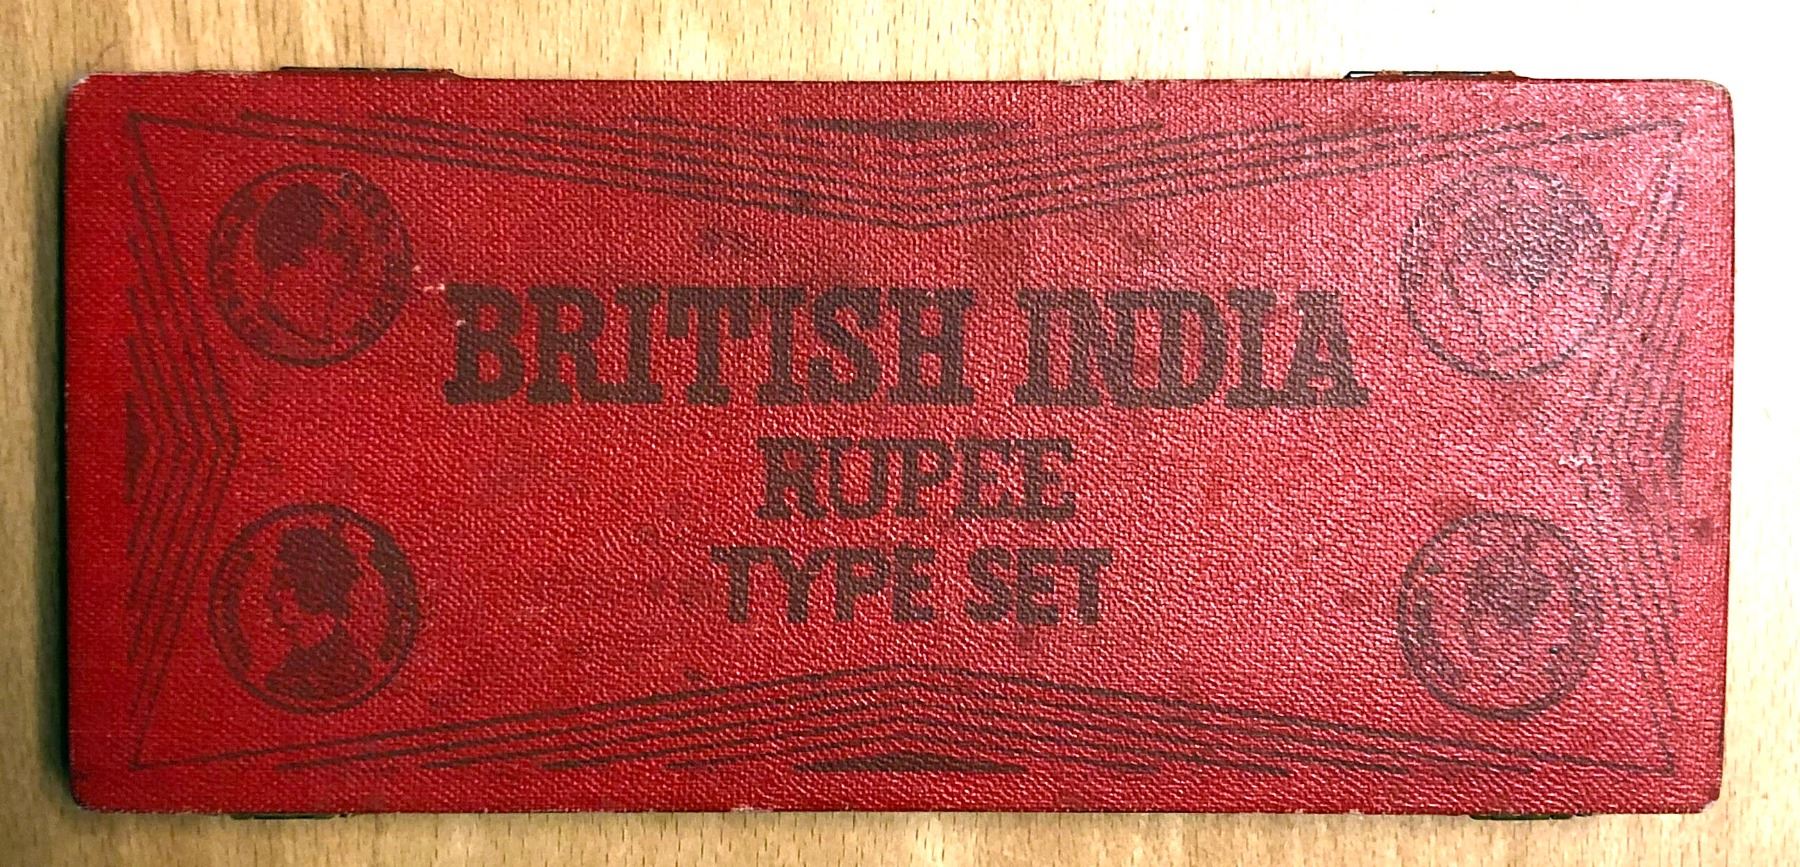 BRITISH INDIA
RUPEE
TYPE SET